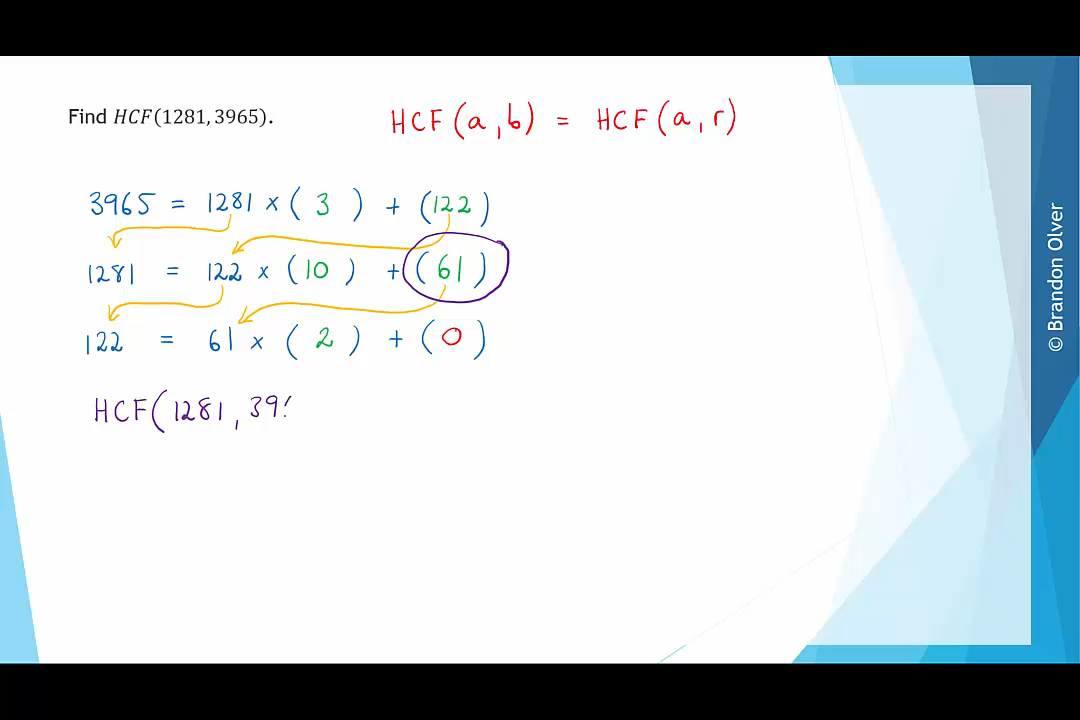 Find HCF(1281, 3965).
HCF(a, b) = HCF(a, r)
3965 = 1281 × (3) + (122)
1281 = 122 × (10) + (61)
122 = 61 × (2) + (0)
HCF(1281, 39
© Brandon Olver